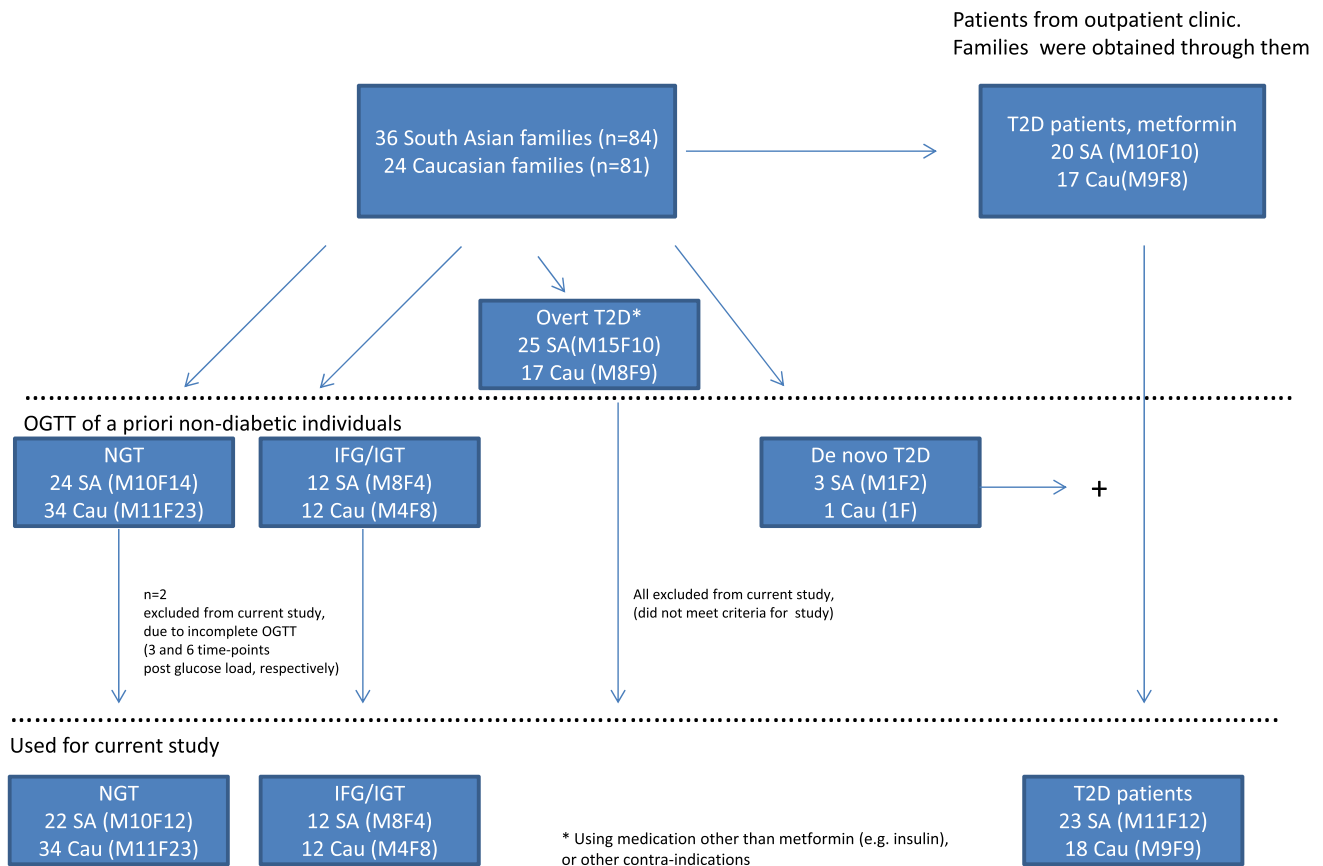 Patients from outpatient clinic.
Families were obtained through them
36 South Asian families (n=84)
24 Caucasian families (n=81)
T2D patients, metformin
20 SA (M10F10)
17 Cau(M9F8)
Overt T2D*
25 SA(M15F10)
17 Cau (M8F9)
OGTT of a priori non-diabetic individuals
NGT
24 SA (M10F14)
34 Cau (M11F23)
IFG/IGT
12 SA (M8F4)
12 Cau (M4F8)
De novo T2D
3 SA (M1F2)
1 Cau (1F)
+
n=2
excluded from current study,
due to incomplete OGTT
(3 and 6 time-points
post glucose load, respectively)
All excluded from current study,
(did not meet criteria for study)
Used for current study
NGT
22 SA (M10F12)
34 Cau (M11F23)
IFG/IGT
12 SA (M8F4)
12 Cau (M4F8)
* Using medication other than metformin (e.g. insulin),
or other contra-indications
T2D patients
23 SA (M11F12)
18 Cau (M9F9)